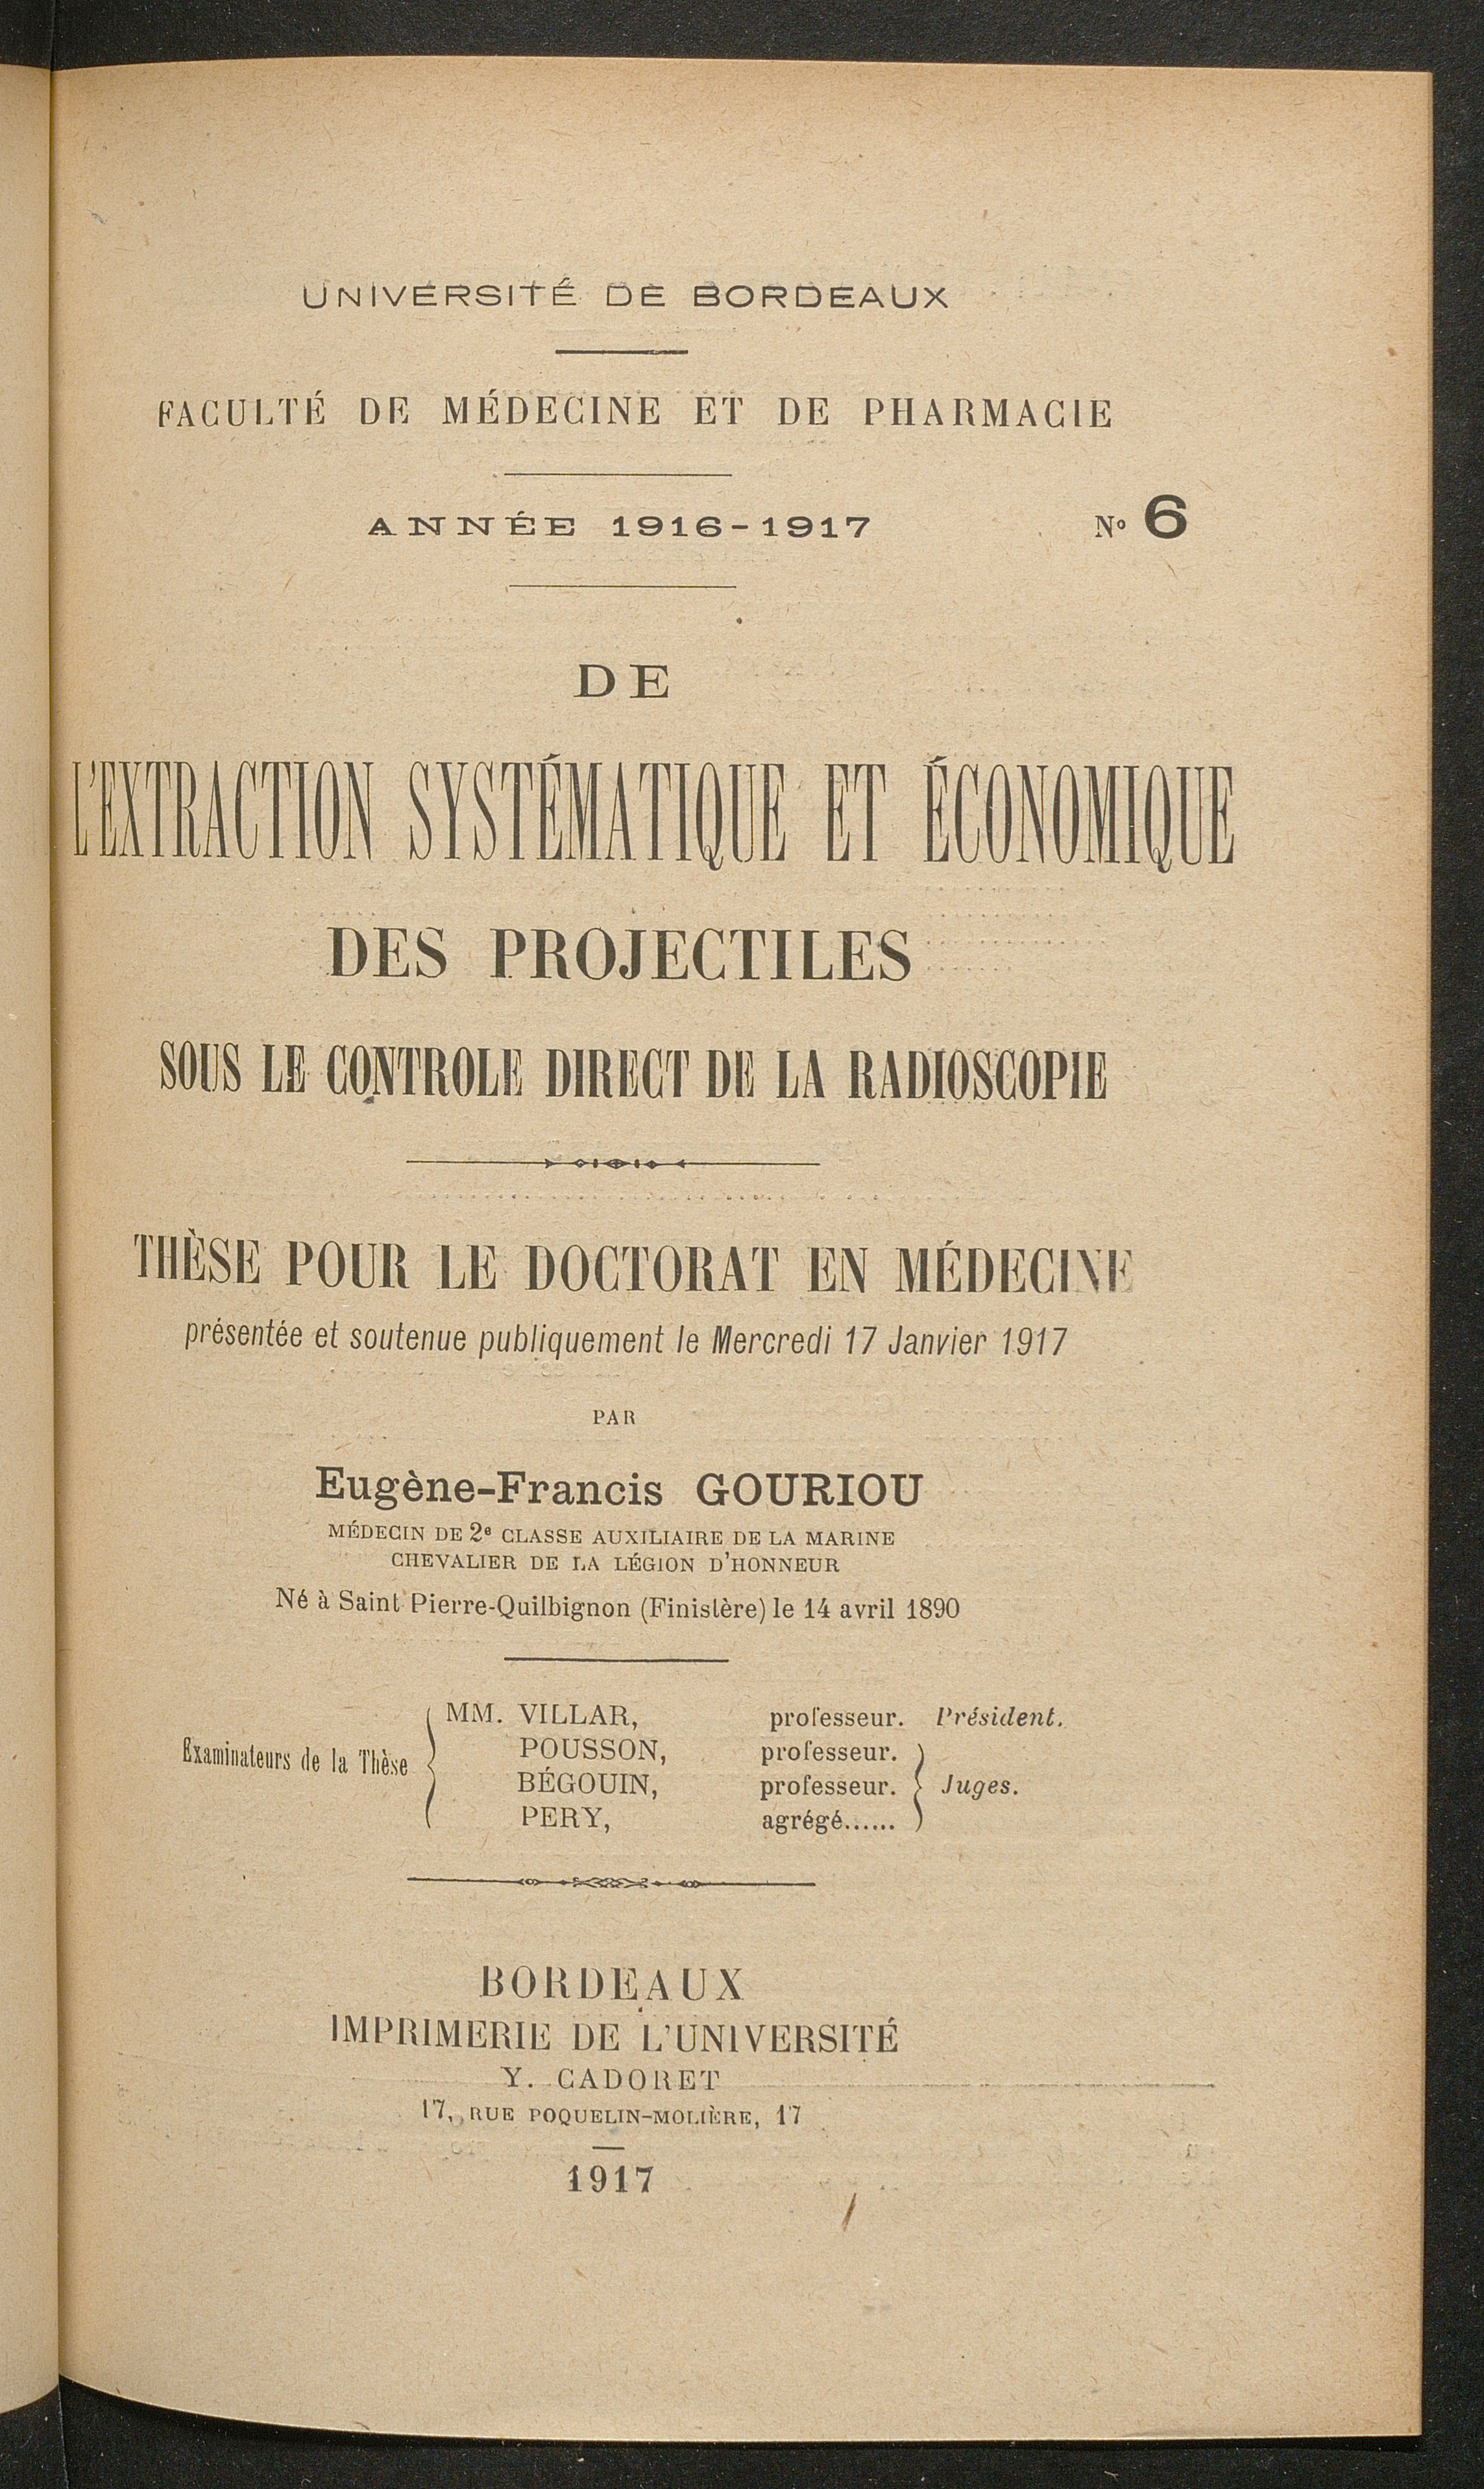 UNIVERSITÉ DE BORDEAUX
FACULTÉ DE MÉDECINE ET DE PHARMACIE
ANNÉE 1916-1917 Nº 6
DE
L'EXTRACTION SYSTÉMATIQUE ET ÉCONOMIQUE
DES PROJECTILES
SOUS LE CONTROLE DIRECT DE LA RADIOSCOPIE
THÈSE POUR LE DOCTORAT EN MÉDECINE
présentée et soutenue publiquement le Mercredi 17 Janvier 1917
PAR
Eugène-Francis GOURIOU
MÉDECIN DE 2e CLASSE AUXILIAIRE DE LA MARINE
CHEVALIER DE LA LÉGION D'HONNEUR
Né à Saint Pierre-Quilbignon (Finistère) le 14 avril 1890
MM. VILLAR, professeur. Président.
Examinateurs de la Thèse POUSSON, professeur.
BÉGOUIN, professeur. Juges.
PERY, agrégé......
BORDEAUX
IMPRIMERIE DE L'UNIVERSITÉ
Y. CADORET
17, RUE POQUELIN-MOLIÈRE, 17
1917